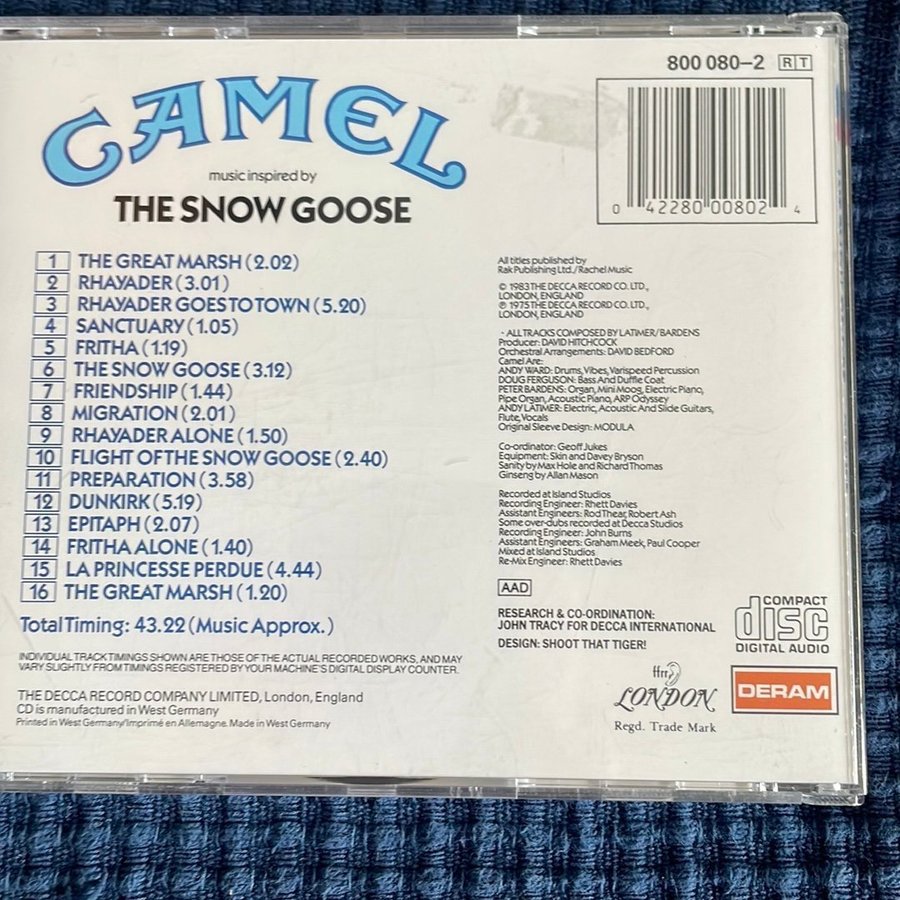 800 080-2 RT
CAMEL
music inspired by
THE SNOW GOOSE
0 42280 00802 4
1 THE GREAT MARSH (2.02)
2 RHAYADER (3.01)
3 RHAYADER GOES TO TOWN (5.20)
4 SANCTUARY (1.05)
5 FRITHA (1.19)
6 THE SNOW GOOSE (3.12)
7 FRIENDSHIP (1.44)
8 MIGRATION (2.01)
9 RHAYADER ALONE (1.50)
10 FLIGHT OF THE SNOW GOOSE (2.40)
11 PREPARATION (3.58)
12 DUNKIRK (5.19)
13 EPITAPH (2.07)
14 FRITHA ALONE (1.40)
15 LA PRINCESSE PERDUE (4.44)
16 THE GREAT MARSH (1.20)
Total Timing: 43.22 (Music Approx.)
INDIVIDUAL TRACK TIMINGS SHOWN ARE THOSE OF THE ACTUAL RECORDED WORKS, AND MAY
VARY SLIGHTLY FROM TIMINGS REGISTERED BY YOUR MACHINE'S DIGITAL DISPLAY COUNTER.
THE DECCA RECORD COMPANY LIMITED, London, England
CD is manufactured in West Germany
Printed in West Germany/Imprimé en Allemagne. Made in West Germany
All titles published by
Rak Publishing Ltd./Rachel Music
© 1983 THE DECCA RECORD CO. LTD.,
LONDON, ENGLAND
℗ 1975 THE DECCA RECORD CO. LTD.,
LONDON, ENGLAND
· ALL TRACKS COMPOSED BY LATIMER/BARDENS
Producer: DAVID HITCHCOCK
Orchestral Arrangements: DAVID BEDFORD
Camel Are:
ANDY WARD: Drums, Vibes, Varispeed Percussion
DOUG FERGUSON: Bass And Duffle Coat
PETER BARDENS: Organ, Mini Moog, Electric Piano,
Pipe Organ, Acoustic Piano, ARP Odyssey
ANDY LATIMER: Electric, Acoustic And Slide Guitars,
Flute, Vocals
Original Sleeve Design: MODULA
Co-ordinator: Geoff Jukes
Equipment: Skin and Davey Bryson
Sanity by Max Hole and Richard Thomas
Ginseng by Allan Mason
Recorded at Island Studios
Recording Engineer: Rhett Davies
Assistant Engineers: Rod Thear, Robert Ash
Some over-dubs recorded at Decca Studios
Recording Engineer: John Burns
Assistant Engineers: Graham Meek, Paul Cooper
Mixed at Island Studios
Re-Mix Engineer: Rhett Davies
AAD
RESEARCH & CO-ORDINATION:
JOHN TRACY FOR DECCA INTERNATIONAL
DESIGN: SHOOT THAT TIGER!
COMPACT
disc
DIGITAL AUDIO
ffrr
LONDON
Regd. Trade Mark
DERAM